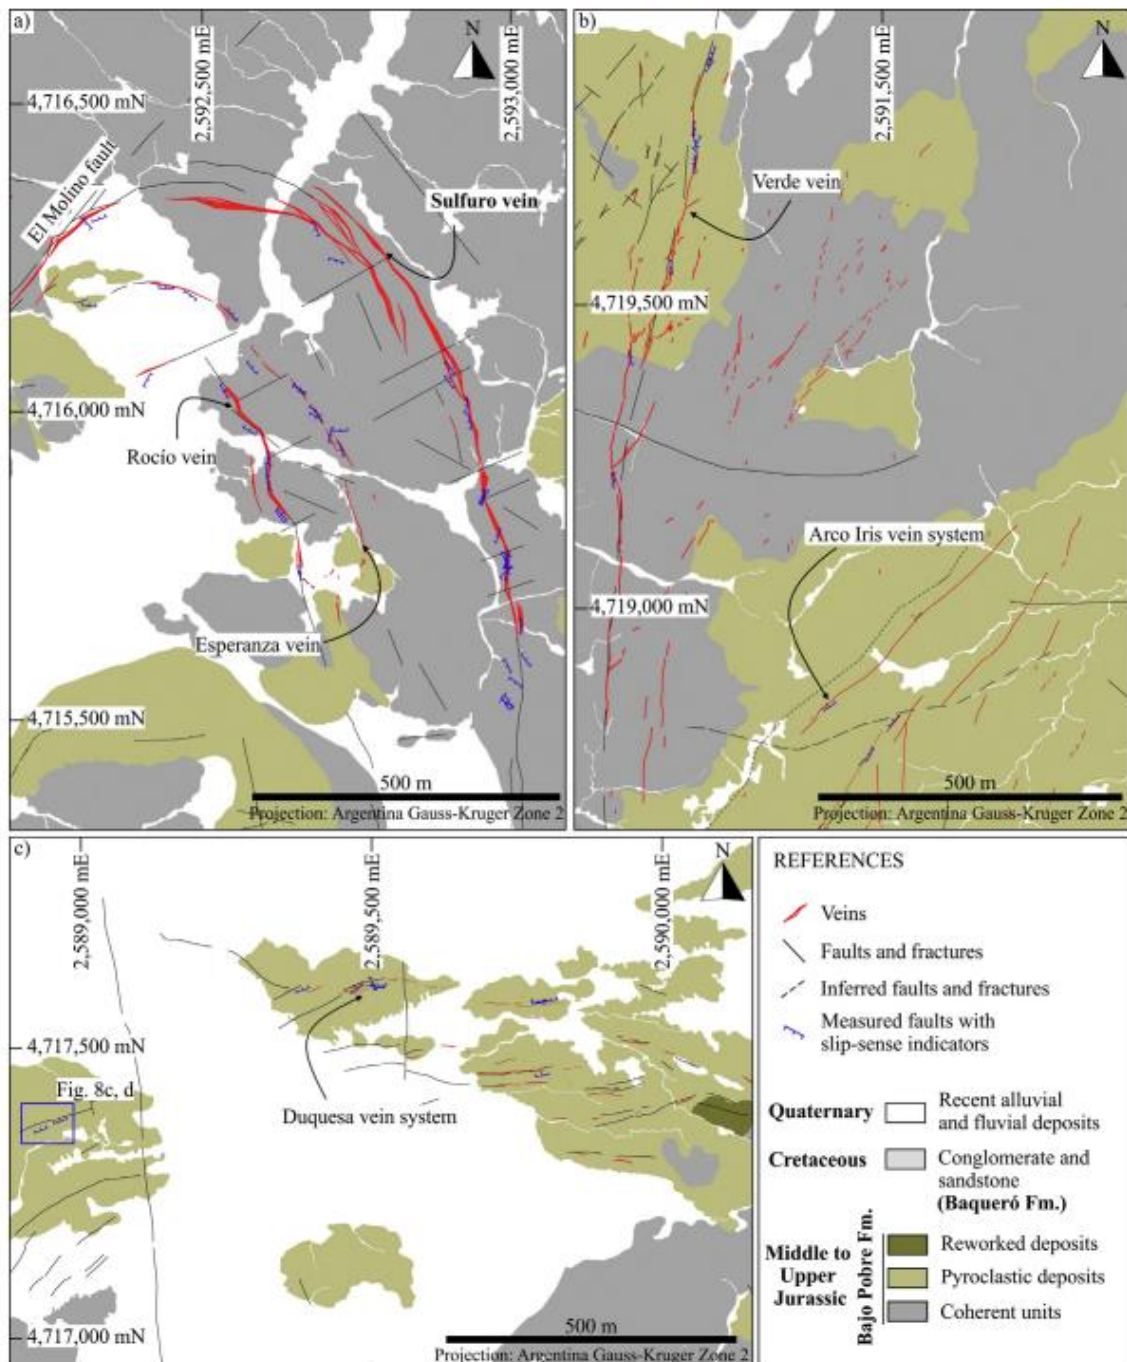 a)
N
2,592,500 mE
2,593,000 mE
4,716,500 mN
El Molino fault
Sulfuro vein
4,716,000 mN
Rocío vein
Esperanza vein
4,715,500 mN
500 m
Projection: Argentina Gauss-Kruger Zone 2
b)
N
2,591,500 mE
Verde vein
4,719,500 mN
Arco Iris vein system
4,719,000 mN
500 m
Projection: Argentina Gauss-Kruger Zone 2
c)
N
2,589,000 mE
2,589,500 mE
2,590,000 mE
4,717,500 mN
Fig. 8c, d
Duquesa vein system
4,717,000 mN
500 m
Projection: Argentina Gauss-Kruger Zone 2
REFERENCES
Veins
Faults and fractures
Inferred faults and fractures
Measured faults with
slip-sense indicators
Quaternary
Recent alluvial
and fluvial deposits
Cretaceous
Conglomerate and
sandstone
(Baqueró Fm.)
Middle to
Upper
Jurassic
Bajo Pobre Fm.
Reworked deposits
Pyroclastic deposits
Coherent units